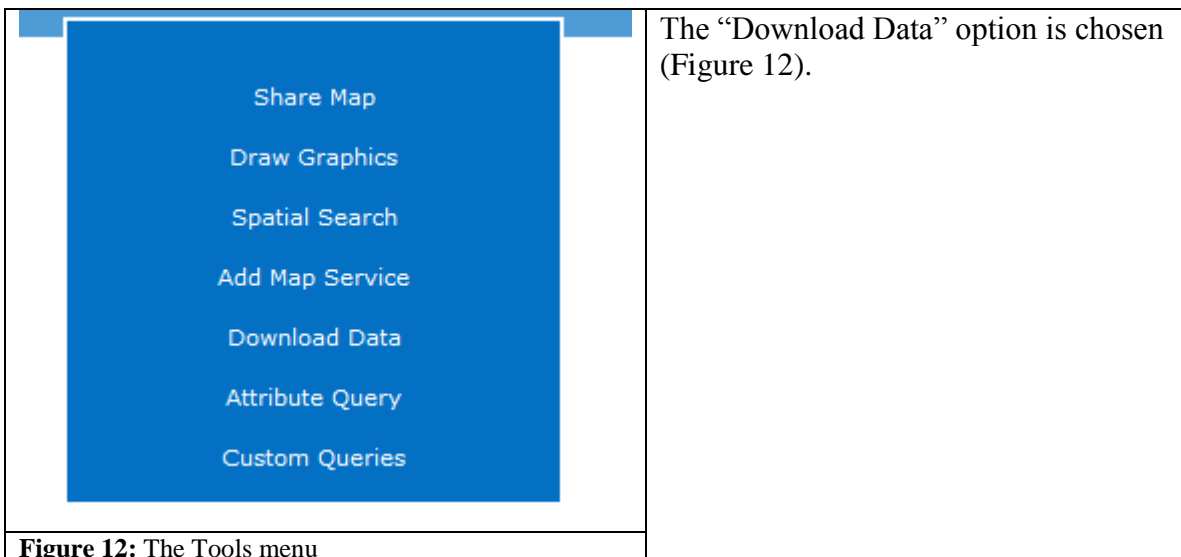 Share Map
Draw Graphics
Spatial Search
Add Map Service
Download Data
Attribute Query
Custom Queries
Figure 12: The Tools menu
The “Download Data” option is chosen
(Figure 12).